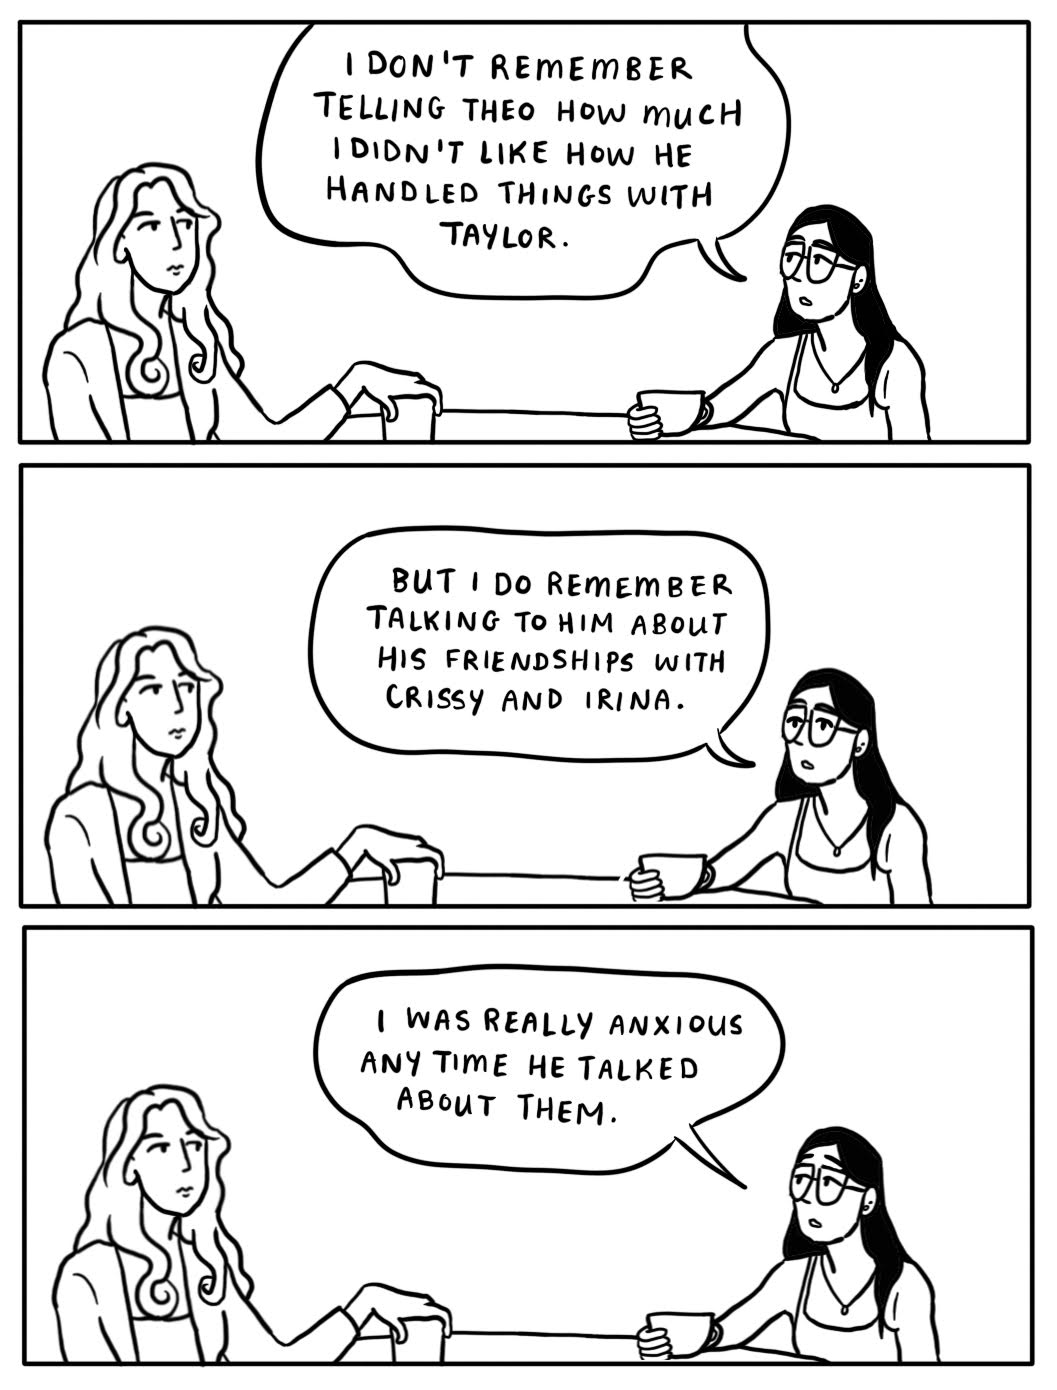 I DON'T REMEMBER
TELLING THEO HOW MUCH
I DIDN'T LIKE HOW HE
HANDLED THINGS WITH
TAYLOR.
BUT I DO REMEMBER
TALKING TO HIM ABOUT
HIS FRIENDSHIPS WITH
CRISSY AND IRINA.
I WAS REALLY ANXIOUS
ANY TIME HE TALKED
ABOUT THEM.